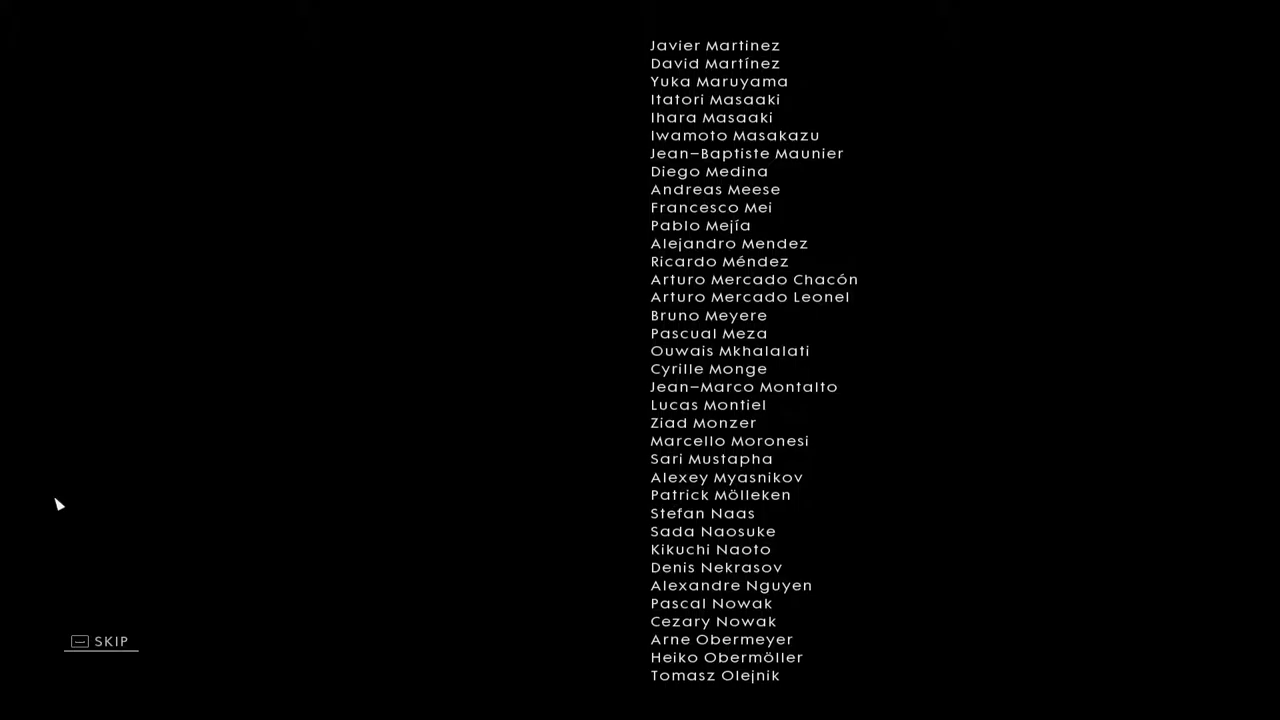 Javier Martinez
David Martínez
Yuka Maruyama
Itatori Masaaki
Ihara Masaaki
Iwamoto Masakazu
Jean-Baptiste Maunier
Diego Medina
Andreas Meese
Francesco Mei
Pablo Mejía
Alejandro Mendez
Ricardo Méndez
Arturo Mercado Chacón
Arturo Mercado Leonel
Bruno Meyere
Pascual Meza
Ouwais Mkhalalati
Cyrille Monge
Jean-Marco Montalto
Lucas Montiel
Ziad Monzer
Marcello Moronesi
Sari Mustapha
Alexey Myasnikov
Patrick Mölleken
Stefan Naas
Sada Naosuke
Kikuchi Naoto
Denis Nekrasov
Alexandre Nguyen
Pascal Nowak
Cezary Nowak
Arne Obermeyer
Heiko Obermöller
Tomasz Olejnik
SKIP